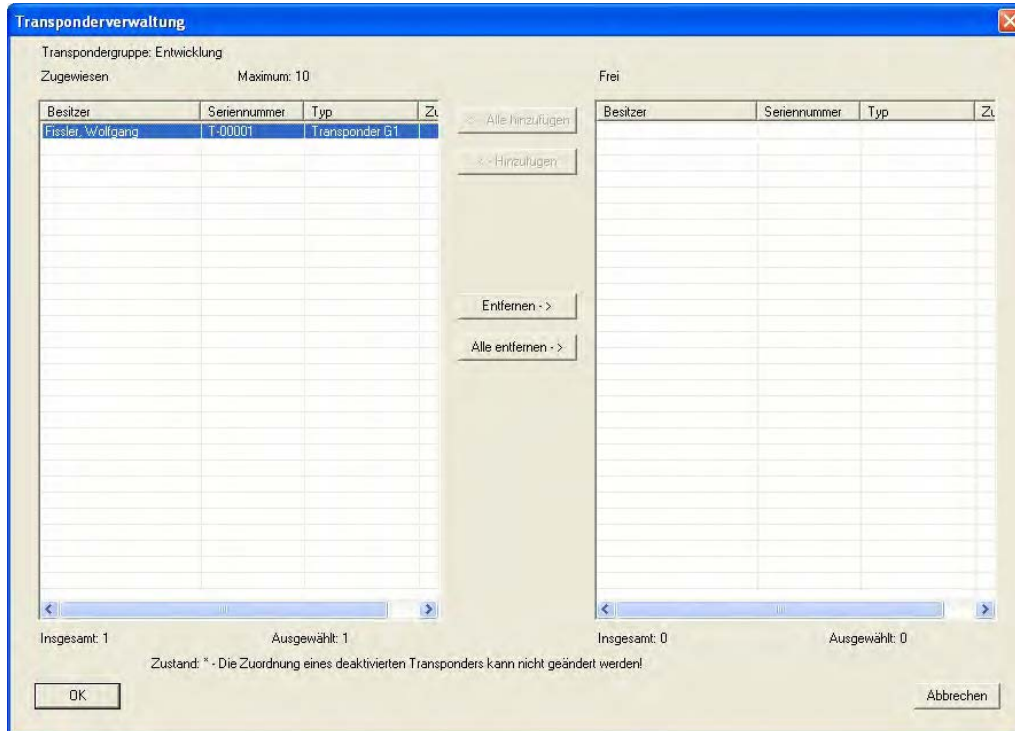 Transponderverwaltung
Transpondergruppe: Entwicklung
Zugewiesen Maximum: 10 Frei
Besitzer Seriennummer Typ Zu
Fissler, Wolfgang T-00001 Transponder G1
<- Alle hinzufügen
<- Hinzufügen
Entfernen ->
Alle entfernen ->
Besitzer Seriennummer Typ Zu
Insgesamt: 1 Ausgewählt: 1 Insgesamt: 0 Ausgewählt: 0
Zustand: * - Die Zuordnung eines deaktivierten Transponders kann nicht geändert werden!
OK Abbrechen